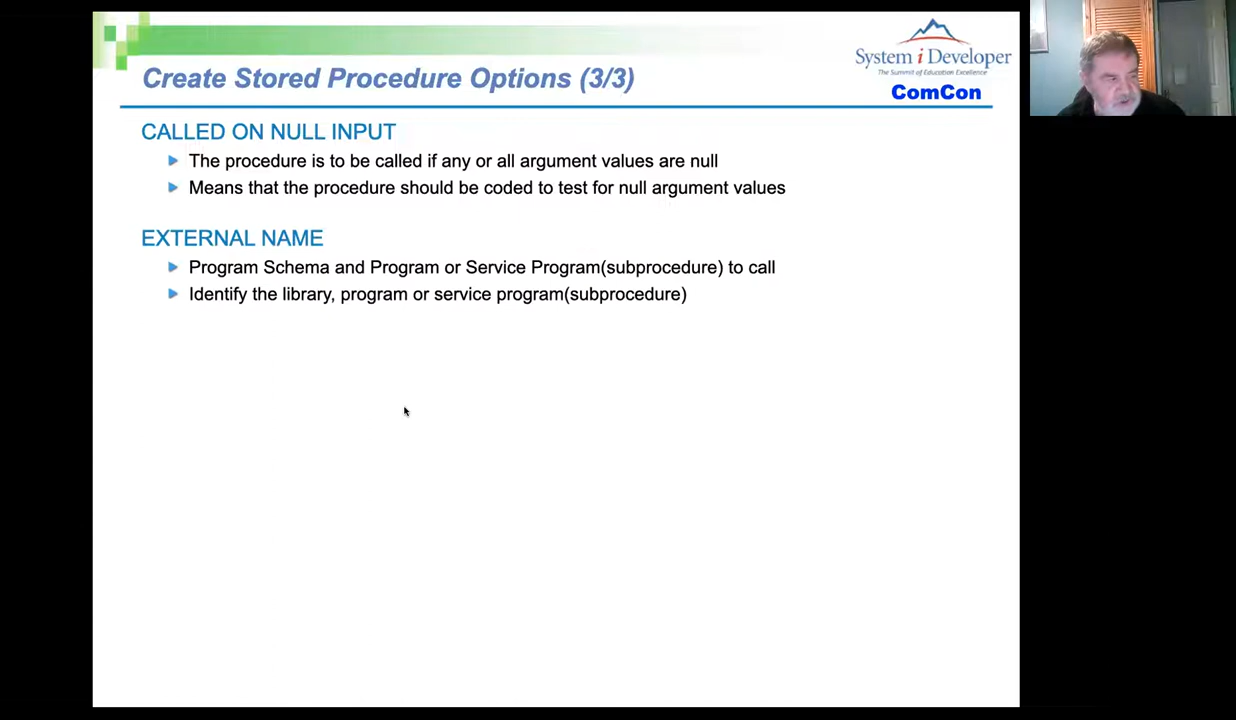 System i Developer
The Summit of Education Excellence
Create Stored Procedure Options (3/3)
ComCon
CALLED ON NULL INPUT
The procedure is to be called if any or all argument values are null
Means that the procedure should be coded to test for null argument values
EXTERNAL NAME
Program Schema and Program or Service Program(subprocedure) to call
Identify the library, program or service program(subprocedure)